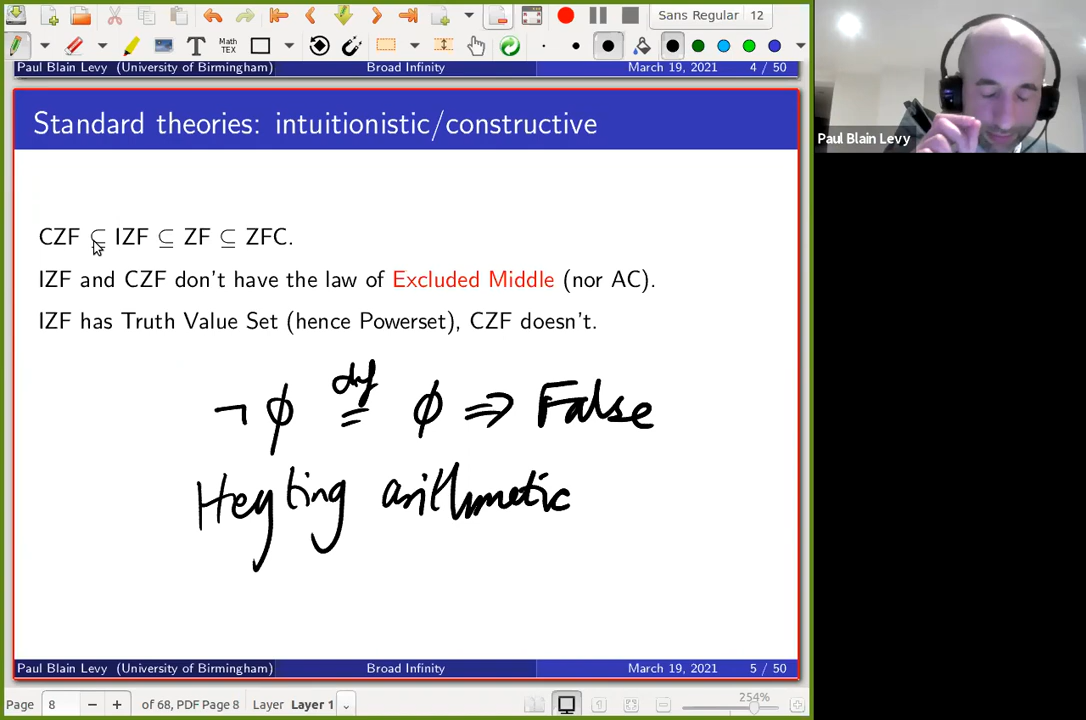 Sans Regular 12
Math
TEX
Paul Blain Levy (University of Birmingham) Broad Infinity March 19, 2021 4 / 50
Paul Blain Levy
Standard theories: intuitionistic/constructive
CZF ⊆ IZF ⊆ ZF ⊆ ZFC.
IZF and CZF don't have the law of Excluded Middle (nor AC).
IZF has Truth Value Set (hence Powerset), CZF doesn't.
¬ φ def= φ ⇒ False
Heyting arithmetic
Paul Blain Levy (University of Birmingham) Broad Infinity March 19, 2021 5 / 50
254%
Page 8 of 68, PDF Page 8 Layer Layer 1